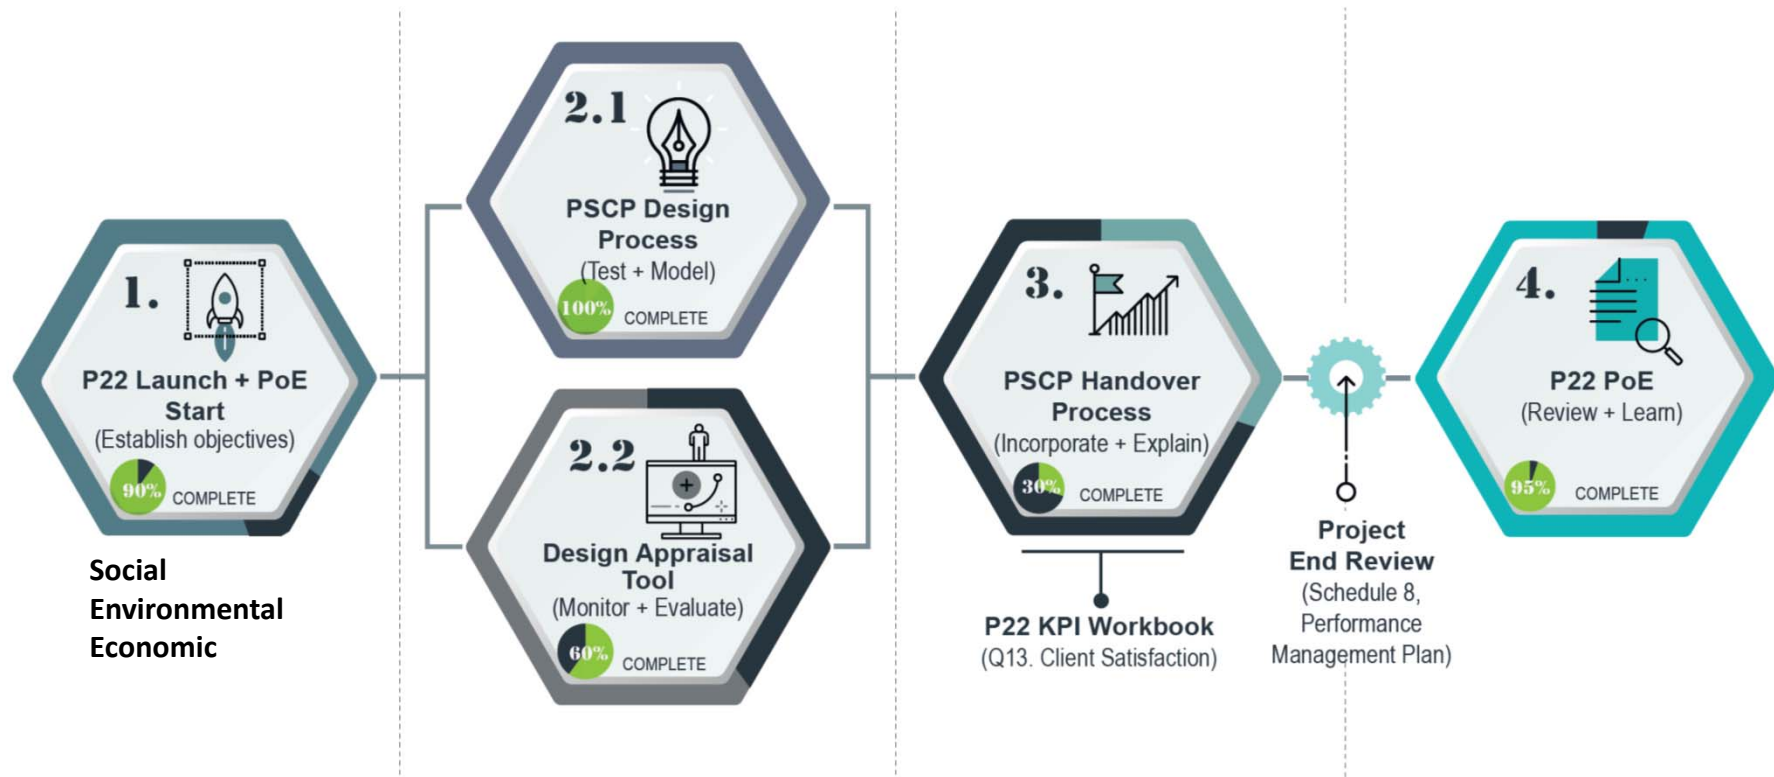 1.
P22 Launch + PoE
Start
(Establish objectives)
90%
COMPLETE
Social
Environmental
Economic
2.1
PSCP Design
Process
(Test + Model)
100%
COMPLETE
2.2
Design Appraisal
Tool
(Monitor + Evaluate)
60%
COMPLETE
3.
PSCP Handover
Process
(Incorporate + Explain)
30%
COMPLETE
P22 KPI Workbook
(Q13. Client Satisfaction)
Project
End Review
(Schedule 8,
Performance
Management Plan)
4.
P22 PoE
(Review + Learn)
95%
COMPLETE